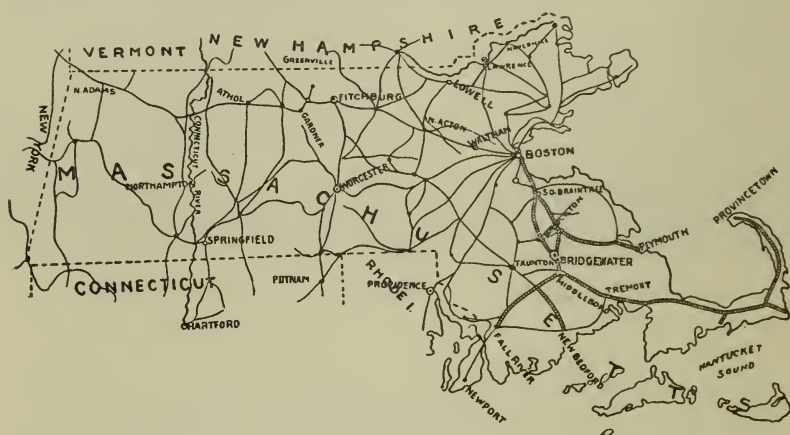 VERMONT
NEW HAMPSHIRE
GREENVILLE
HAVERHILL
LAWRENCE
LOWELL
N. ADAMS
ATHOL
FITCHBURG
GARDNER
N. ACTON
WALTHAM
NEW YORK
CONNECTICUT RIVER
BOSTON
MASSACHUSETTS
NORTHAMPTON
WORCESTER
SO. BRAINTREE
BROCKTON
PROVINCETOWN
PLYMOUTH
SPRINGFIELD
TAUNTON
BRIDGEWATER
CONNECTICUT
PUTNAM
RHODE I.
PROVIDENCE
MIDDLEBORO
TREMONT
HARTFORD
FALL RIVER
NEW BEDFORD
NANTUCKET
SOUND
NEWPORT